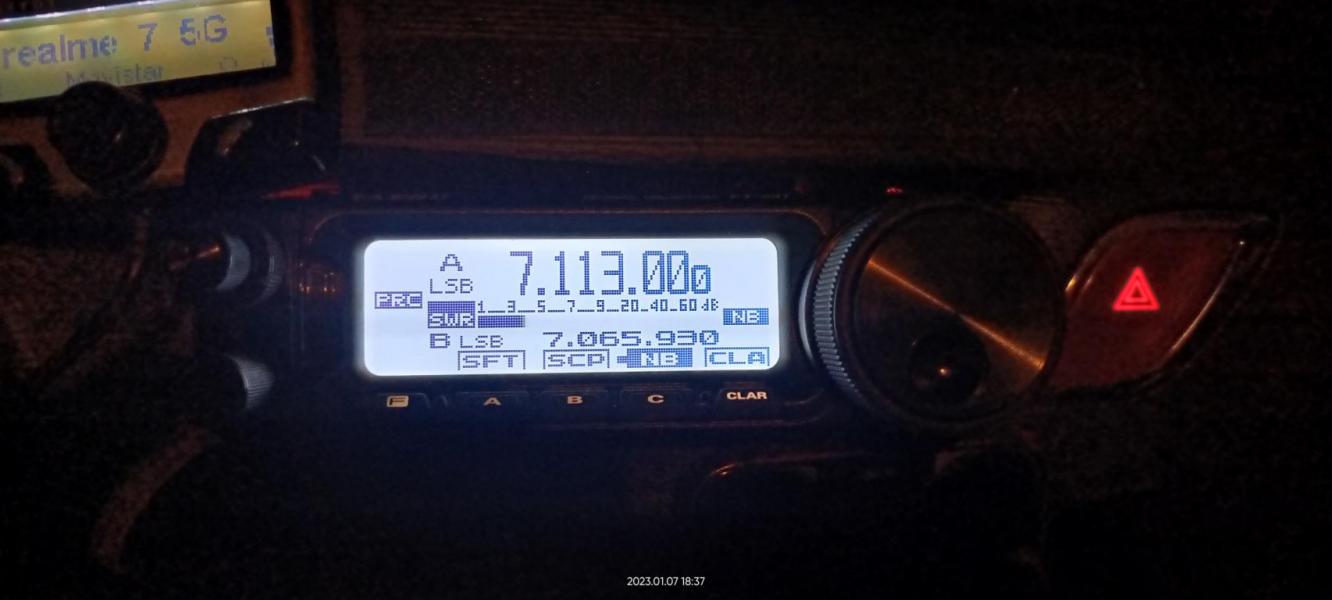 realme 7 5G
Movistar
A 7.113.000
LSB
PRC
1 3 5 7 9 20 40 60 dB
SWR
NB
B LSB 7.065.930
SFT SCP NB CLA
F A B C CLAR
2023.01.07 18:37